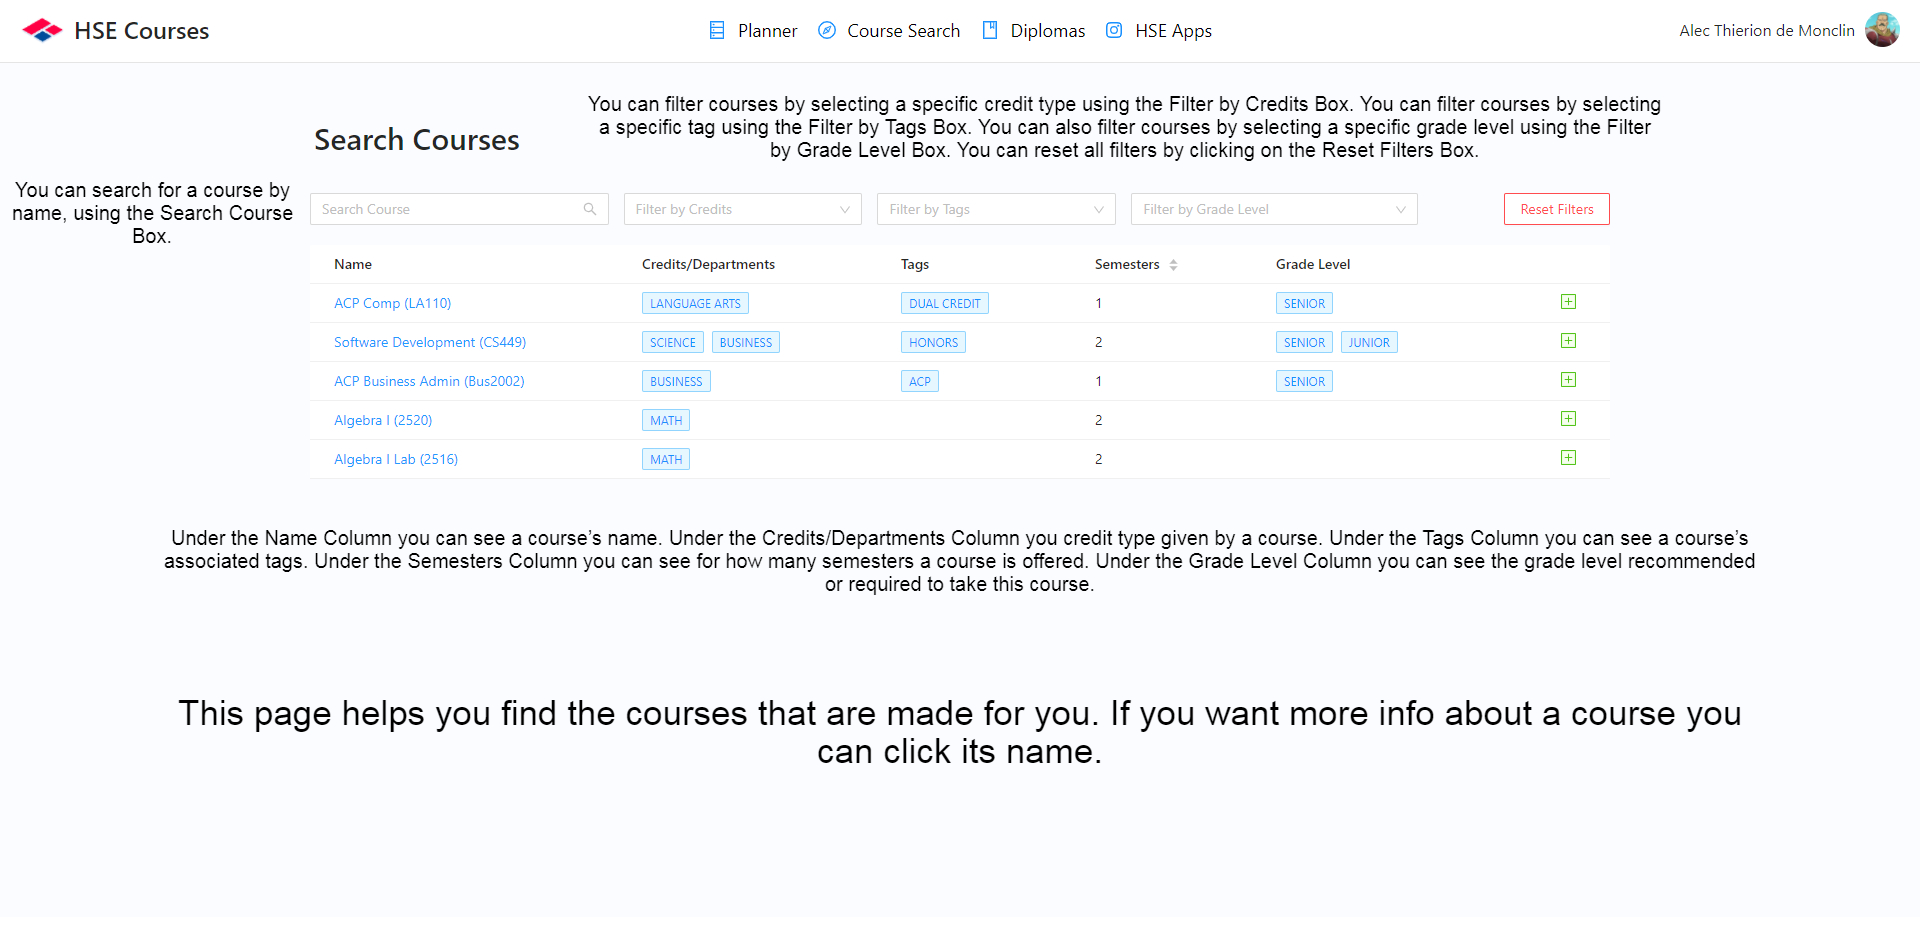 HSE Courses
Planner
Course Search
Diplomas
HSE Apps
Alec Thierion de Monclin
You can filter courses by selecting a specific credit type using the Filter by Credits Box. You can filter courses by selecting
a specific tag using the Filter by Tags Box. You can also filter courses by selecting a specific grade level using the Filter
by Grade Level Box. You can reset all filters by clicking on the Reset Filters Box.
Search Courses
You can search for a course by
name, using the Search Course
Box.
Search Course
Filter by Credits
Filter by Tags
Filter by Grade Level
Reset Filters
Name Credits/Departments Tags Semesters Grade Level
ACP Comp (LA110) LANGUAGE ARTS DUAL CREDIT 1 SENIOR
Software Development (CS449) SCIENCE BUSINESS HONORS 2 SENIOR JUNIOR
ACP Business Admin (Bus2002) BUSINESS ACP 1 SENIOR
Algebra I (2520) MATH 2
Algebra I Lab (2516) MATH 2
Under the Name Column you can see a course’s name. Under the Credits/Departments Column you credit type given by a course. Under the Tags Column you can see a course’s
associated tags. Under the Semesters Column you can see for how many semesters a course is offered. Under the Grade Level Column you can see the grade level recommended
or required to take this course.
This page helps you find the courses that are made for you. If you want more info about a course you
can click its name.